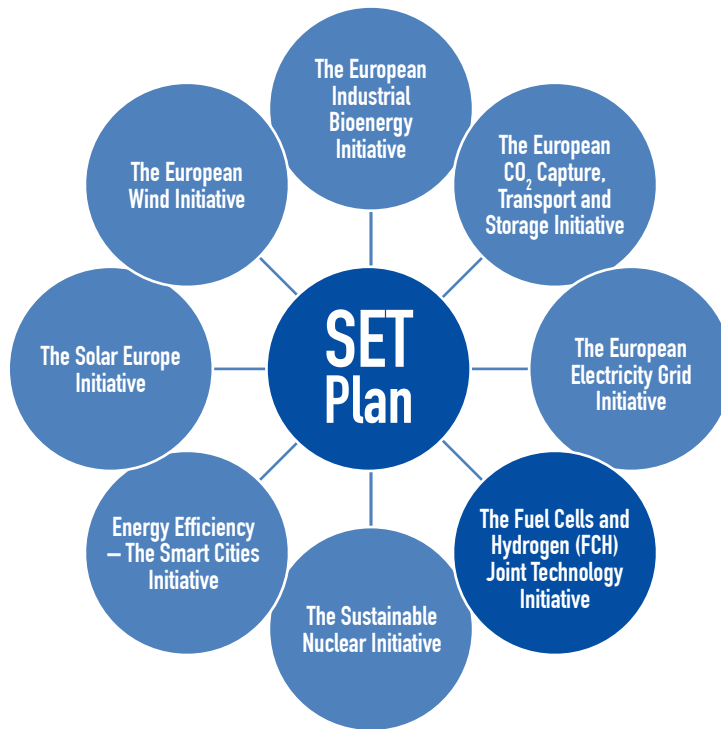 The European
Industrial
Bioenergy
Initiative
The European
CO₂ Capture,
Transport and
Storage Initiative
The European
Electricity Grid
Initiative
The Fuel Cells and
Hydrogen (FCH)
Joint Technology
Initiative
The Sustainable
Nuclear Initiative
Energy Efficiency
– The Smart Cities
Initiative
The Solar Europe
Initiative
The European
Wind Initiative
SET
Plan